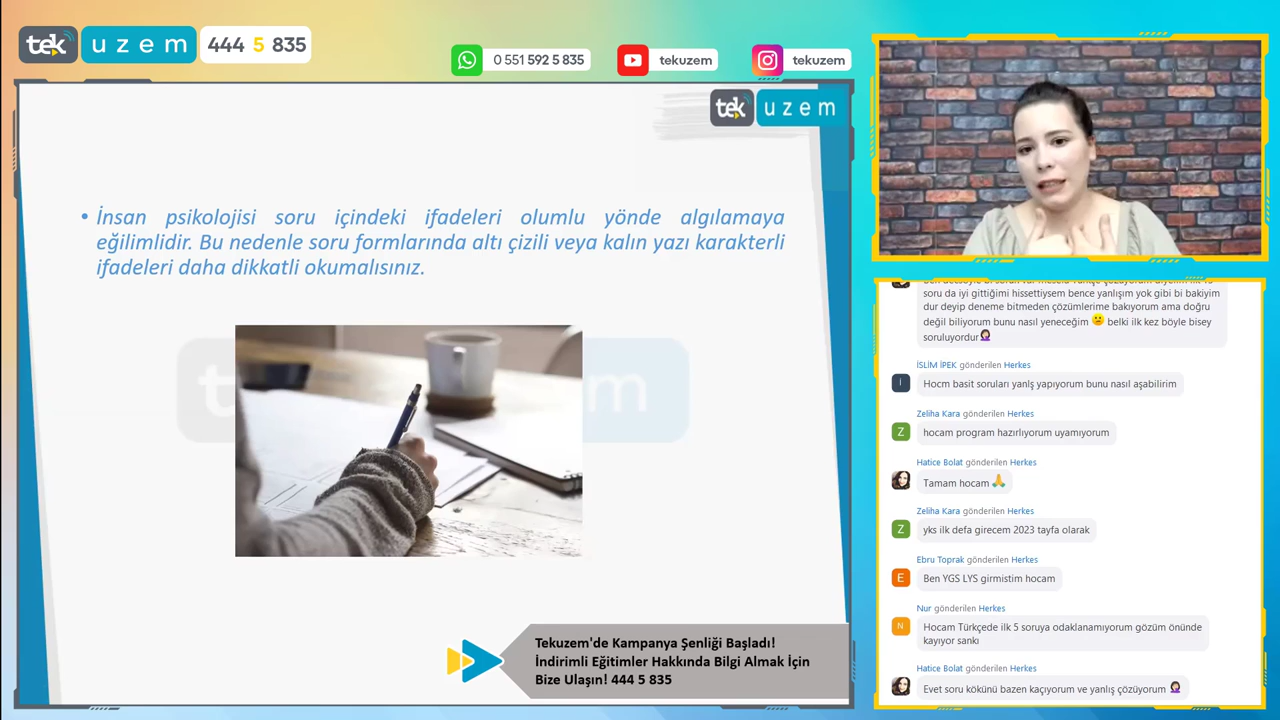 tek uzem 444 5 835
0 551 592 5 835
tekuzem
tekuzem
tek uzem
• İnsan psikolojisi soru içindeki ifadeleri olumlu yönde algılamaya
eğilimlidir. Bu nedenle soru formlarında altı çizili veya kalın yazı karakterli
ifadeleri daha dikkatli okumalısınız.
Tekuzem'de Kampanya Şenliği Başladı!
İndirimli Eğitimler Hakkında Bilgi Almak İçin
Bize Ulaşın! 444 5 835
soru da iyi gittiğimi hissettiysem bence yanlışım yok gibi bi bakiyim
dur deyip deneme bitmeden çözümlerime bakıyorum ama doğru
değil biliyorum bunu nasıl yeneceğim 😕 belki ilk kez böyle bisey
soruluyordur🤦🏻‍♀️
İSLİM İPEK gönderilen Herkes
I
Hocm basit soruları yanlş yapıyorum bunu nasıl aşabilirim
Zeliha Kara gönderilen Herkes
Z
hocam program hazırlıyorum uyamıyorum
Hatice Bolat gönderilen Herkes
Tamam hocam 🙏
Zeliha Kara gönderilen Herkes
Z
yks ilk defa girecem 2023 tayfa olarak
Ebru Toprak gönderilen Herkes
E
Ben YGS LYS girmistim hocam
Nur gönderilen Herkes
N
Hocam Türkçede ilk 5 soruya odaklanamıyorum gözüm önünde
kayıyor sankı
Hatice Bolat gönderilen Herkes
Evet soru kökünü bazen kaçıyorum ve yanlış çözüyorum 🤦🏻‍♀️